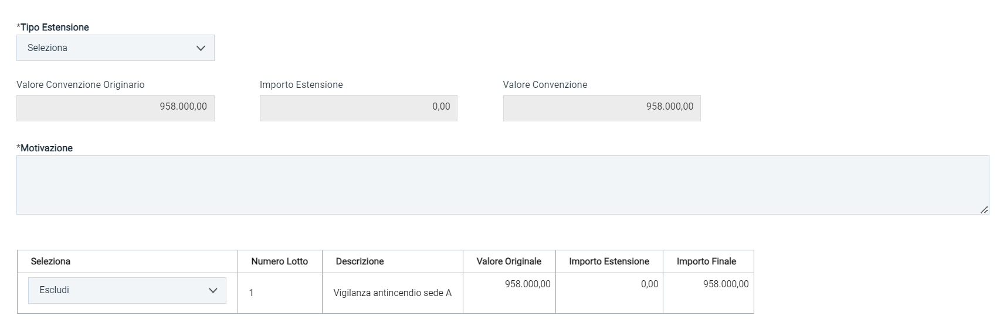 *Tipo Estensione
Seleziona
Valore Convenzione Originario Importo Estensione Valore Convenzione
958.000,00 0,00 958.000,00
*Motivazione
Seleziona Numero Lotto Descrizione Valore Originale Importo Estensione Importo Finale
Escludi 1 Vigilanza antincendio sede A 958.000,00 0,00 958.000,00